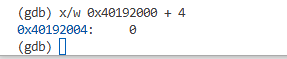 (gdb) x/w 0x40192000 + 4
0x40192004:     0
(gdb)